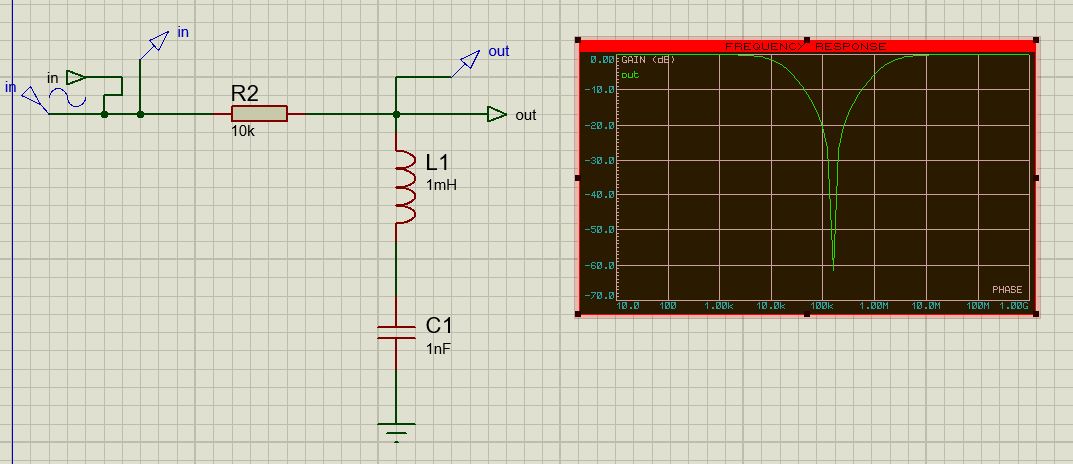 in
in
in
R2
10k
out
out
L1
1mH
C1
1nF
FREQUENCY RESPONSE
0.00 GAIN (dB)
out
-10.0
-20.0
-30.0
-40.0
-50.0
-60.0
PHASE
-70.0
10.0 100 1.00k 10.0k 100k 1.00M 10.0M 100M 1.00G